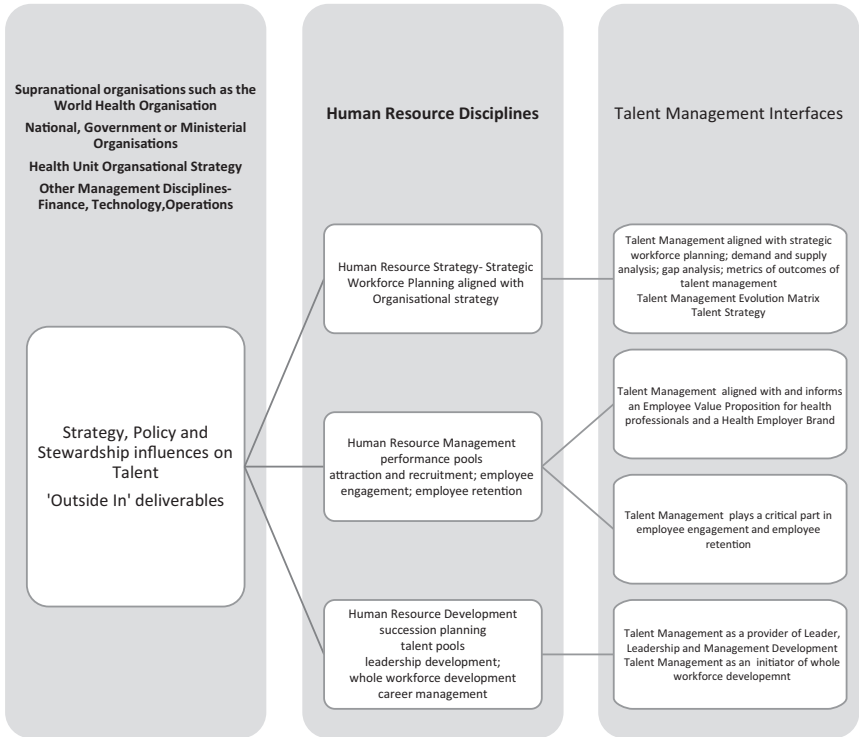 Supranational organisations such as the
World Health Organisation
National, Government or Ministerial
Organisations
Health Unit Organsational Strategy
Other Management Disciplines-
Finance, Technology,Operations
Strategy, Policy and
Stewardship influences on
Talent
'Outside In' deliverables
Human Resource Disciplines
Human Resource Strategy- Strategic
Workforce Planning aligned with
Organisational strategy
Human Resource Management
performance pools
attraction and recruitment; employee
engagement; employee retention
Human Resource Development
succession planning
talent pools
leadership development;
whole workforce development
career management
Talent Management Interfaces
Talent Management aligned with strategic
workforce planning; demand and supply
analysis; gap analysis; metrics of outcomes of
talent management
Talent Management Evolution Matrix
Talent Strategy
Talent Management aligned with and informs
an Employee Value Proposition for health
professionals and a Health Employer Brand
Talent Management plays a critical part in
employee engagement and employee
retention
Talent Management as a provider of Leader,
Leadership and Management Development
Talent Management as an initiator of whole
workforce developemnt